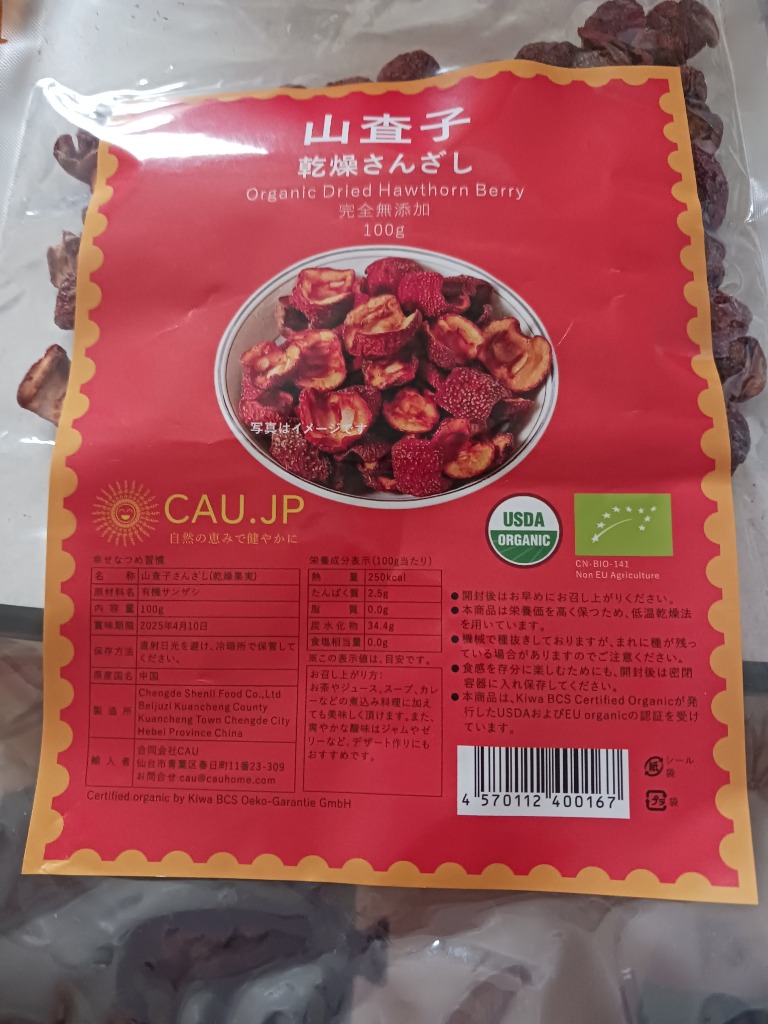 山査子
乾燥さんざし
Organic Dried Hawthorn Berry
完全無添加
100g
写真はイメージです
CAU.JP
自然の恵みで健やかに
USDA
ORGANIC
CN-BIO-141
Non EU Agriculture
幸せなつめ習慣
名 称 山査子さんざし(乾燥果実)
原材料名 有機サンザシ
内 容 量 100g
賞味期限 2025年4月10日
保存方法 直射日光を避け、冷暗所で保管して
ください。
原産国名 中国
製 造 所 Chengde Shenli Food Co.,Ltd
Beijuzi Kuancheng County
Kuancheng Town Chengde City
Hebei Province China
輸 入 者 合同会社CAU
仙台市青葉区春日町11番23-309
お問合せ:cau@cauhome.com
Certified organic by Kiwa BCS Oeko-Garantie GmbH
栄養成分表示(100g当たり)
熱 量 250kcal
たんぱく質 2.5g
脂 質 0.0g
炭水化物 34.4g
食塩相当量 0.0g
※この表示値は、目安です。
お召し上がり方:
お茶やジュース、スープ、カレ
ーなどの煮込み料理に加え
ても美味しく頂けます。また、
爽やかな酸味はジャムやゼ
リーなど、デザート作りにも
おすすめです。
●開封後はお早めにお召し上がりください。
●本商品は栄養価を高く保つため、低温乾燥法
を用いています。
●機械で種抜きしておりますが、まれに種が残っ
ている場合がありますのでご注意ください。
●食感を存分に楽しむためにも、開封後は密閉
容器に入れ保存してください。
●本商品は、Kiwa BCS Certified Organicが発
行したUSDAおよびEU organicの認証を受け
ています。
4 570112 400167
紙 シール
袋
プラ 袋